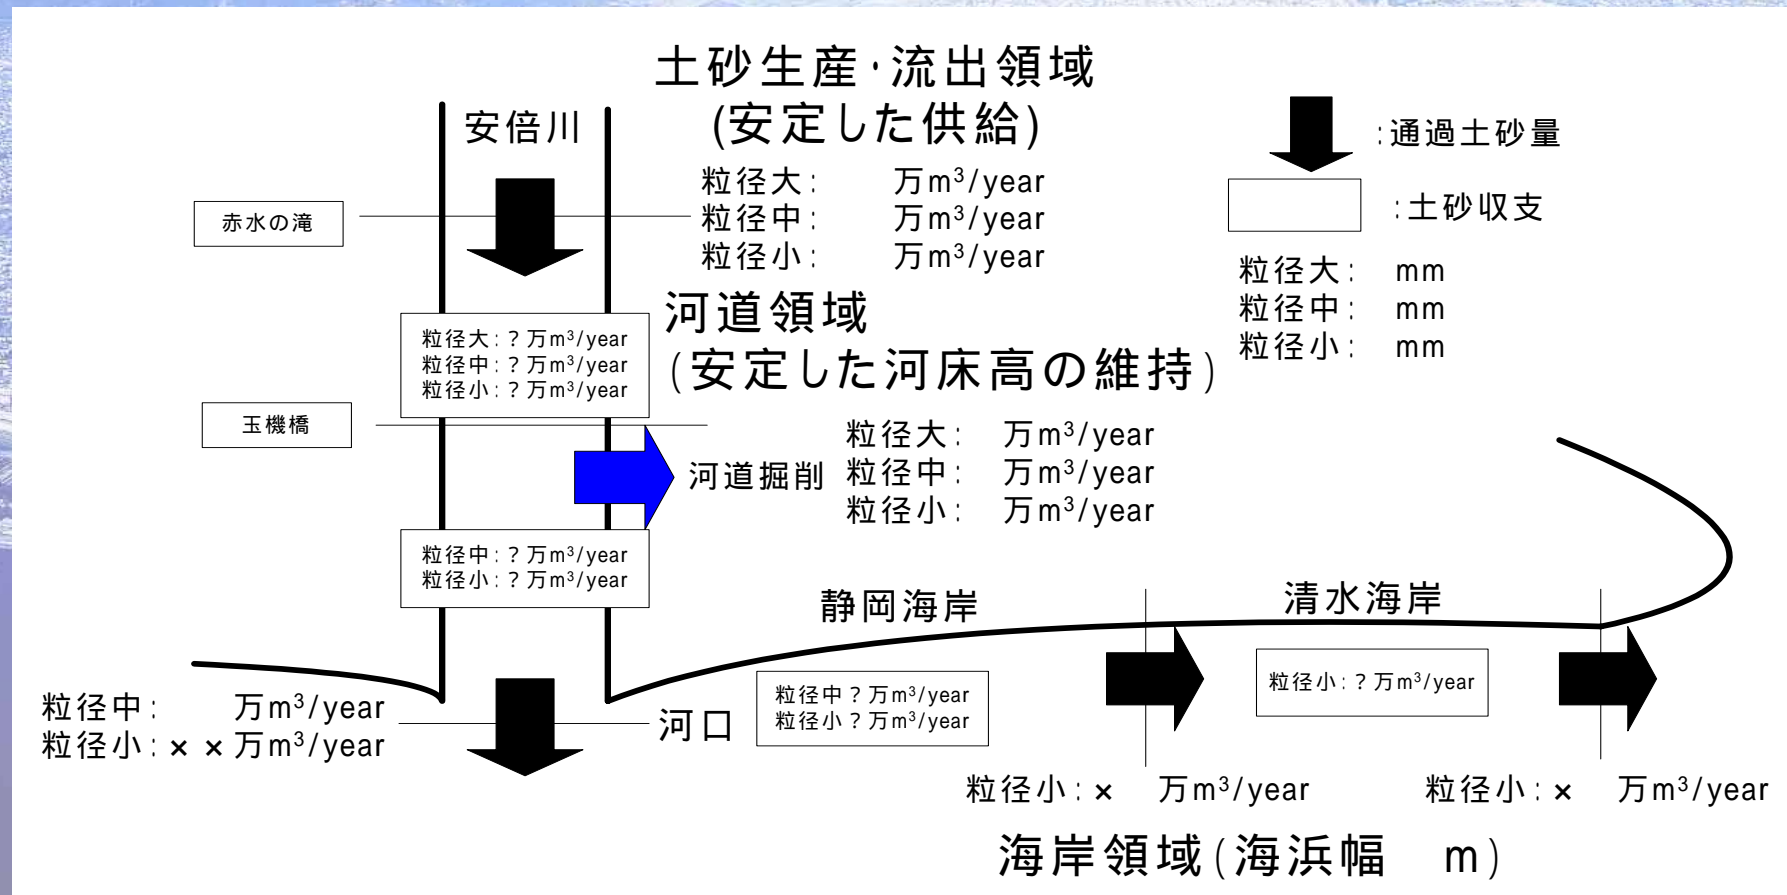 土砂生産・流出領域
(安定した供給)
安倍川
粒径大: 万m³/year
粒径中: 万m³/year
粒径小: 万m³/year
:通過土砂量
:土砂収支
粒径大: mm
粒径中: mm
粒径小: mm
赤水の滝
河道領域
(安定した河床高の維持)
粒径大:?万m³/year
粒径中:?万m³/year
粒径小:?万m³/year
玉機橋
河道掘削
粒径大: 万m³/year
粒径中: 万m³/year
粒径小: 万m³/year
粒径中:?万m³/year
粒径小:?万m³/year
静岡海岸
清水海岸
粒径中: 万m³/year
粒径小:××万m³/year
河口
粒径中?万m³/year
粒径小?万m³/year
粒径小:?万m³/year
粒径小:× 万m³/year
粒径小:× 万m³/year
海岸領域(海浜幅 m)